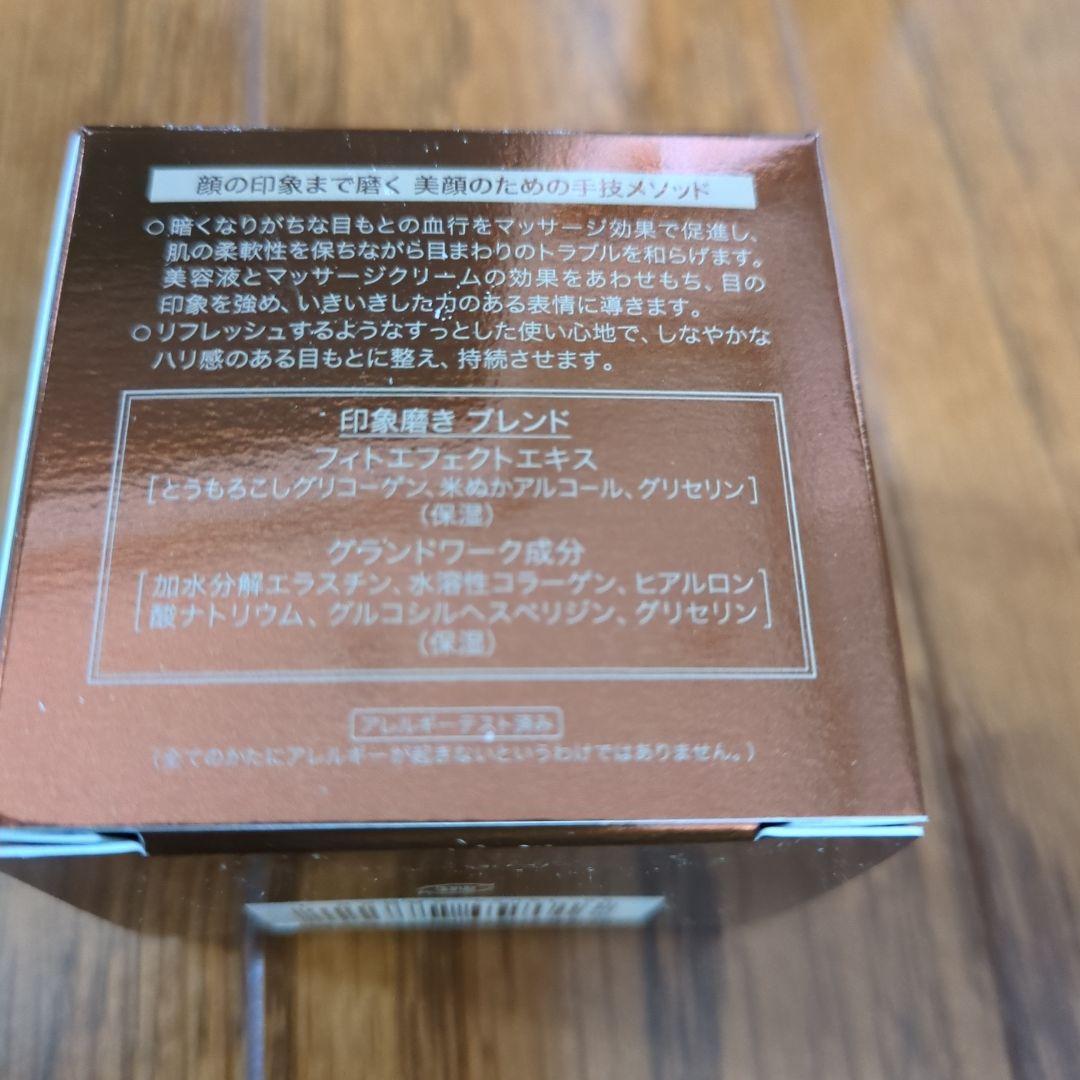 顔の印象まで磨く 美顔のための手技メソッド
○暗くなりがちな目もとの血行をマッサージ効果で促進し、
肌の柔軟性を保ちながら目まわりのトラブルを和らげます。
美容液とマッサージクリームの効果をあわせもち、目の
印象を強め、いきいきした力のある表情に導きます。
○リフレッシュするようなすっとした使い心地で、しなやかな
ハリ感のある目もとに整え、持続させます。
印象磨き ブレンド
フィトエフェクトエキス
[とうもろこしグリコーゲン、米ぬかアルコール、グリセリン]
(保湿)
グランドワーク成分
[加水分解エラスチン、水溶性コラーゲン、ヒアルロン
酸ナトリウム、グルコシルヘスペリジン、グリセリン]
(保湿)
アレルギーテスト済み
(全てのかたにアレルギーが起きないというわけではありません。)